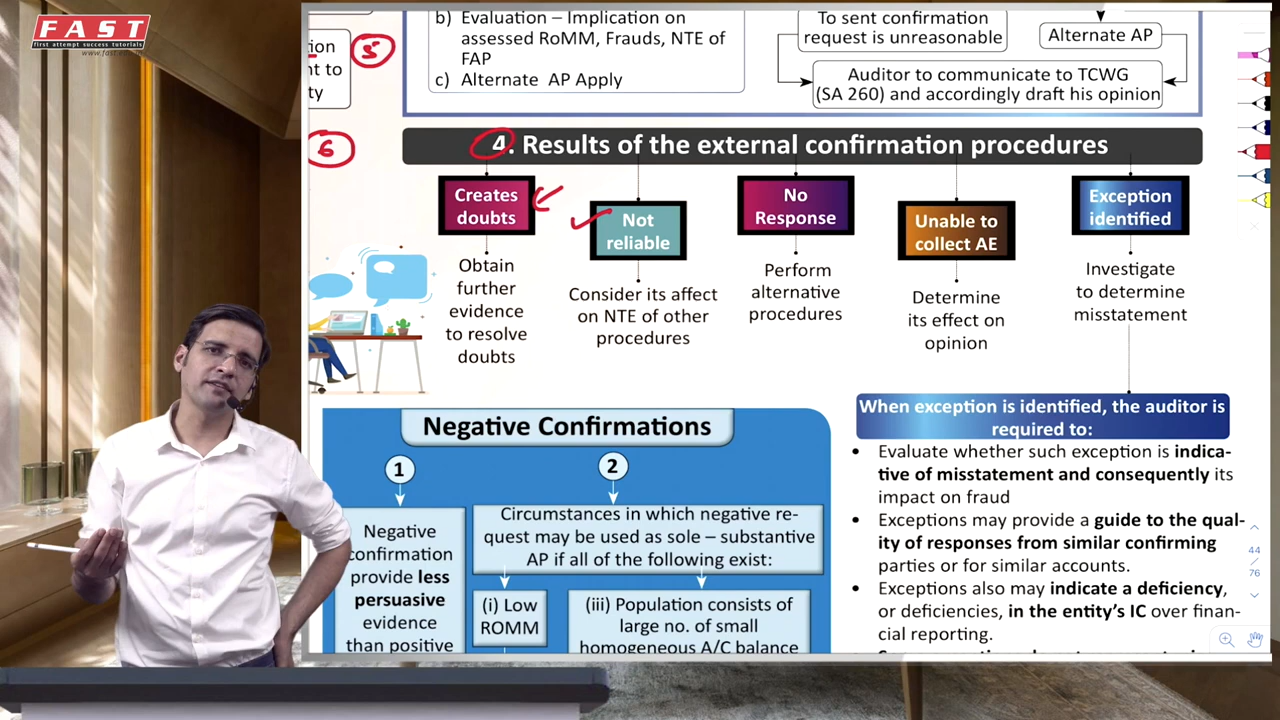 FAST
first attempt success tutorials
www.fast.
ion
nt to
ty
5
b) Evaluation – Implication on
assessed RoMM, Frauds, NTE of
FAP
c) Alternate AP Apply
To sent confirmation
request is unreasonable
Alternate AP
Auditor to communicate to TCWG
(SA 260) and accordingly draft his opinion
6
4. Results of the external confirmation procedures
Creates
doubts
Obtain
further
evidence
to resolve
doubts
Not
reliable
Consider its affect
on NTE of other
procedures
No
Response
Perform
alternative
procedures
Unable to
collect AE
Determine
its effect on
opinion
Exception
identified
Investigate
to determine
misstatement
Negative Confirmations
1
Negative
confirmation
provide less
persuasive
evidence
than positive
2
Circumstances in which negative re-
quest may be used as sole – substantive
AP if all of the following exist:
(i) Low
ROMM
(iii) Population consists of
large no. of small
homogeneous A/C balance
When exception is identified, the auditor is
required to:
• Evaluate whether such exception is indica-
tive of misstatement and consequently its
impact on fraud
• Exceptions may provide a guide to the qual-
ity of responses from similar confirming
parties or for similar accounts.
• Exceptions also may indicate a deficiency,
or deficiencies, in the entity's IC over finan-
cial reporting.
44
/
76